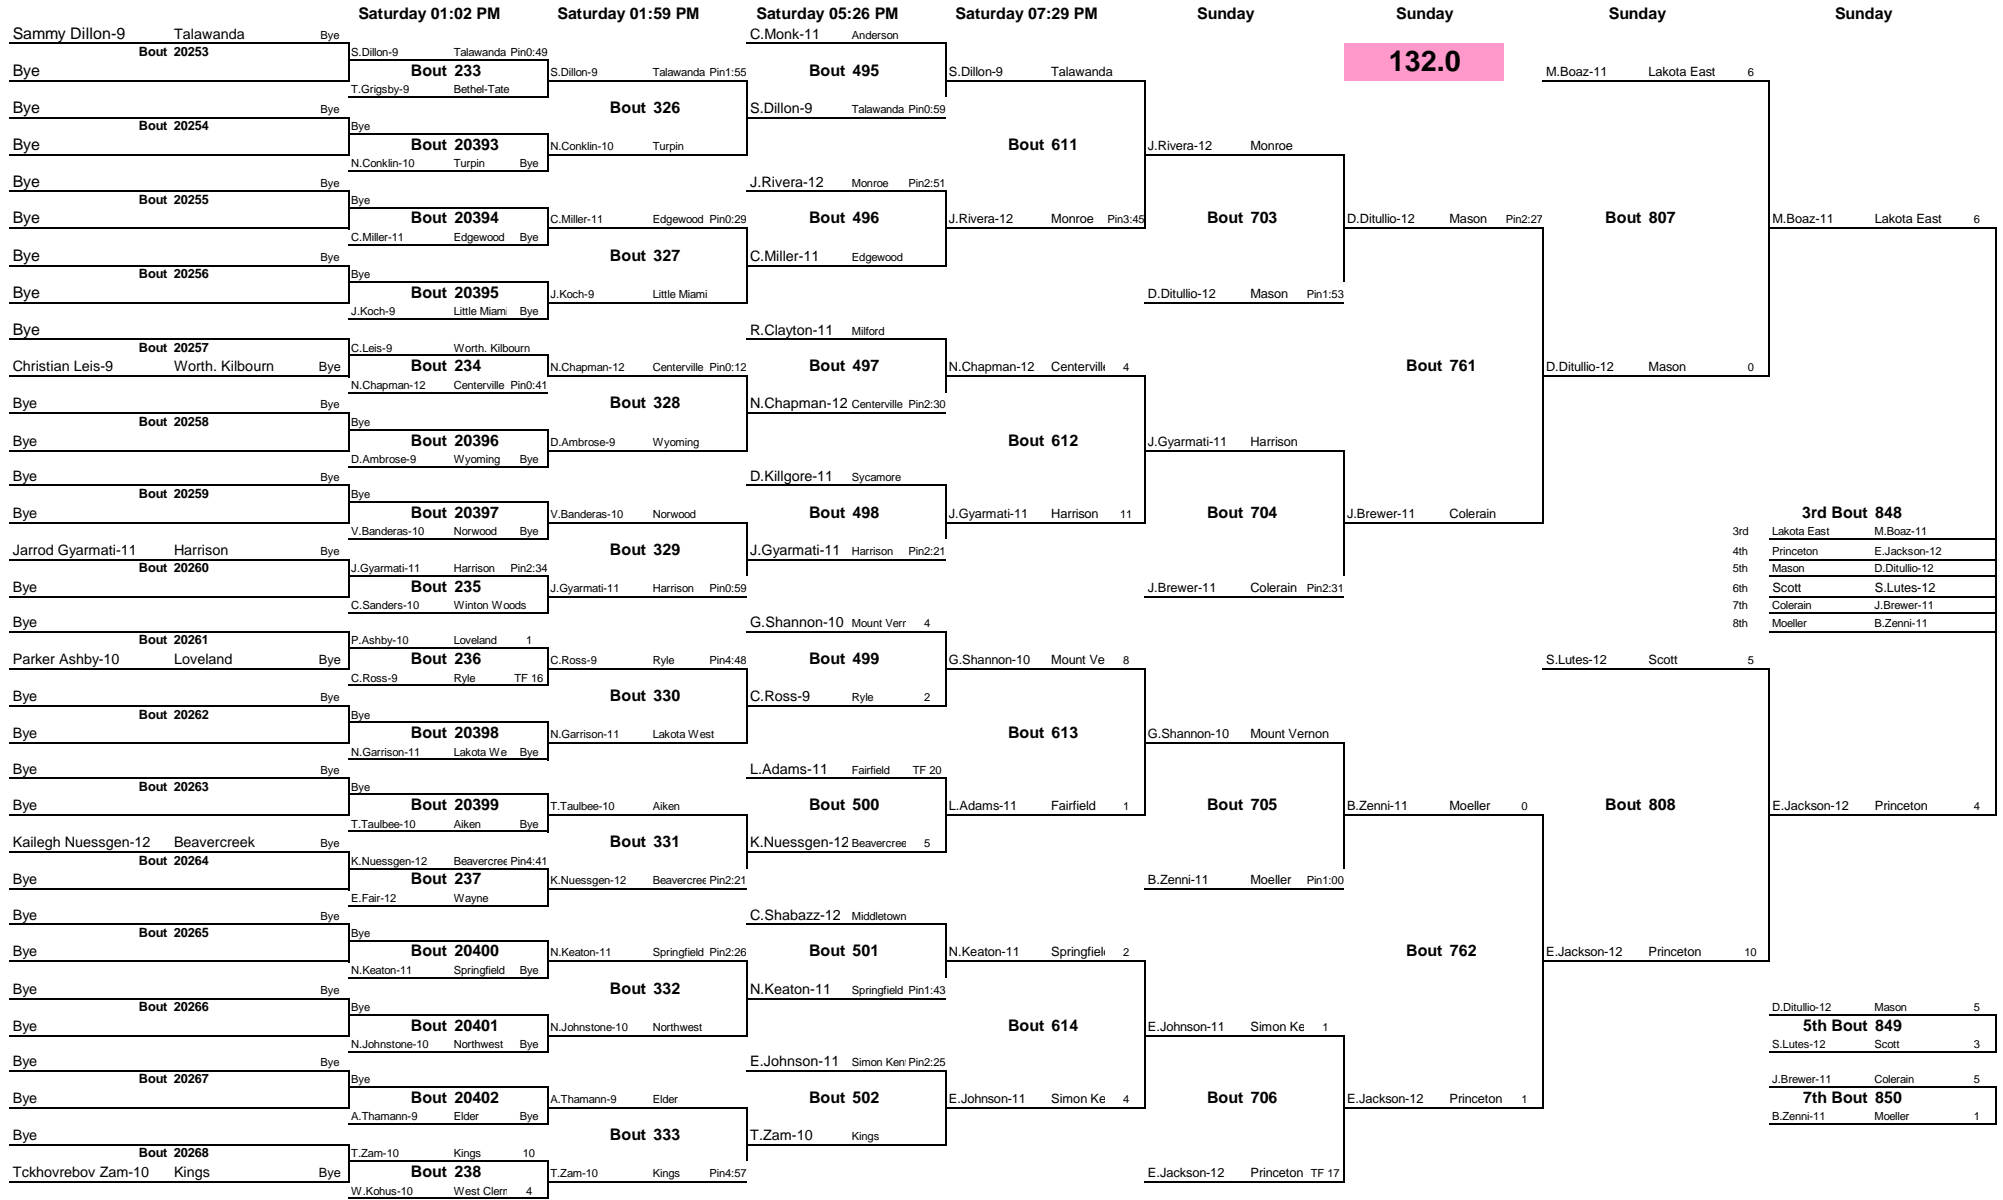 Saturday 01:02 PM Saturday 01:59 PM Saturday 05:26 PM Saturday 07:29 PM Sunday Sunday Sunday Sunday
132.0
Sammy Dillon-9 Talawanda Bye
Bout 20253
Bye
Bye Bye
Bout 20254
Bye
Bye Bye
Bout 20255
Bye
Bye Bye
Bout 20256
Bye
Bye
Bout 20257
Christian Leis-9 Worth. Kilbourn Bye
Bye Bye
Bout 20258
Bye
Bye Bye
Bout 20259
Bye
Jarrod Gyarmati-11 Harrison Bye
Bout 20260
Bye
Bye
Bout 20261
Parker Ashby-10 Loveland Bye
Bye Bye
Bout 20262
Bye
Bye Bye
Bout 20263
Bye
Kailegh Nuessgen-12 Beavercreek Bye
Bout 20264
Bye
Bye Bye
Bout 20265
Bye
Bye Bye
Bout 20266
Bye
Bye Bye
Bout 20267
Bye
Bye
Bout 20268
Tckhovrebov Zam-10 Kings Bye
S.Dillon-9 Talawanda Pin0:49
Bout 233
T.Grigsby-9 Bethel-Tate
Bye
Bout 20393
N.Conklin-10 Turpin Bye
Bye
Bout 20394
C.Miller-11 Edgewood Bye
Bye
Bout 20395
J.Koch-9 Little Miami Bye
C.Leis-9 Worth. Kilbourn
Bout 234
N.Chapman-12 Centerville Pin0:41
Bye
Bout 20396
D.Ambrose-9 Wyoming Bye
Bye
Bout 20397
V.Banderas-10 Norwood Bye
J.Gyarmati-11 Harrison Pin2:34
Bout 235
C.Sanders-10 Winton Woods
P.Ashby-10 Loveland 1
Bout 236
C.Ross-9 Ryle TF 16
Bye
Bout 20398
N.Garrison-11 Lakota We Bye
Bye
Bout 20399
T.Taulbee-10 Aiken Bye
K.Nuessgen-12 Beavercree Pin4:41
Bout 237
E.Fair-12 Wayne
Bye
Bout 20400
N.Keaton-11 Springfield Bye
Bye
Bout 20401
N.Johnstone-10 Northwest Bye
Bye
Bout 20402
A.Thamann-9 Elder Bye
T.Zam-10 Kings 10
Bout 238
W.Kohus-10 West Clerr 4
S.Dillon-9 Talawanda Pin1:55
Bout 326
N.Conklin-10 Turpin
C.Miller-11 Edgewood Pin0:29
Bout 327
J.Koch-9 Little Miami
N.Chapman-12 Centerville Pin0:12
Bout 328
D.Ambrose-9 Wyoming
V.Banderas-10 Norwood
Bout 329
J.Gyarmati-11 Harrison Pin0:59
C.Ross-9 Ryle Pin4:48
Bout 330
N.Garrison-11 Lakota West
T.Taulbee-10 Aiken
Bout 331
K.Nuessgen-12 Beavercree Pin2:21
N.Keaton-11 Springfield Pin2:26
Bout 332
N.Johnstone-10 Northwest
A.Thamann-9 Elder
Bout 333
T.Zam-10 Kings Pin4:57
C.Monk-11 Anderson
Bout 495
S.Dillon-9 Talawanda Pin0:59
J.Rivera-12 Monroe Pin2:51
Bout 496
C.Miller-11 Edgewood
R.Clayton-11 Milford
Bout 497
N.Chapman-12 Centerville Pin2:30
D.Killgore-11 Sycamore
Bout 498
J.Gyarmati-11 Harrison Pin2:21
G.Shannon-10 Mount Verr 4
Bout 499
C.Ross-9 Ryle 2
L.Adams-11 Fairfield TF 20
Bout 500
K.Nuessgen-12 Beavercree 5
C.Shabazz-12 Middletown
Bout 501
N.Keaton-11 Springfield Pin1:43
E.Johnson-11 Simon Ken Pin2:25
Bout 502
T.Zam-10 Kings
S.Dillon-9 Talawanda
Bout 611
J.Rivera-12 Monroe Pin3:45
N.Chapman-12 Centerville 4
Bout 612
J.Gyarmati-11 Harrison 11
G.Shannon-10 Mount Ve 8
Bout 613
L.Adams-11 Fairfield 1
N.Keaton-11 Springfiel 2
Bout 614
E.Johnson-11 Simon Ke 4
J.Rivera-12 Monroe
Bout 703
D.Ditullio-12 Mason Pin1:53
J.Gyarmati-11 Harrison
Bout 704
J.Brewer-11 Colerain Pin2:31
G.Shannon-10 Mount Vernon
Bout 705
B.Zenni-11 Moeller Pin1:00
E.Johnson-11 Simon Ke 1
Bout 706
E.Jackson-12 Princeton TF 17
D.Ditullio-12 Mason Pin2:27
Bout 761
J.Brewer-11 Colerain
B.Zenni-11 Moeller 0
Bout 762
E.Jackson-12 Princeton 1
M.Boaz-11 Lakota East 6
Bout 807
D.Ditullio-12 Mason 0
S.Lutes-12 Scott 5
Bout 808
E.Jackson-12 Princeton 10
M.Boaz-11 Lakota East 6
3rd Bout 848
3rd Lakota East M.Boaz-11
4th Princeton E.Jackson-12
5th Mason D.Ditullio-12
6th Scott S.Lutes-12
7th Colerain J.Brewer-11
8th Moeller B.Zenni-11
E.Jackson-12 Princeton 4
D.Ditullio-12 Mason 5
5th Bout 849
S.Lutes-12 Scott 3
J.Brewer-11 Colerain 5
7th Bout 850
B.Zenni-11 Moeller 1